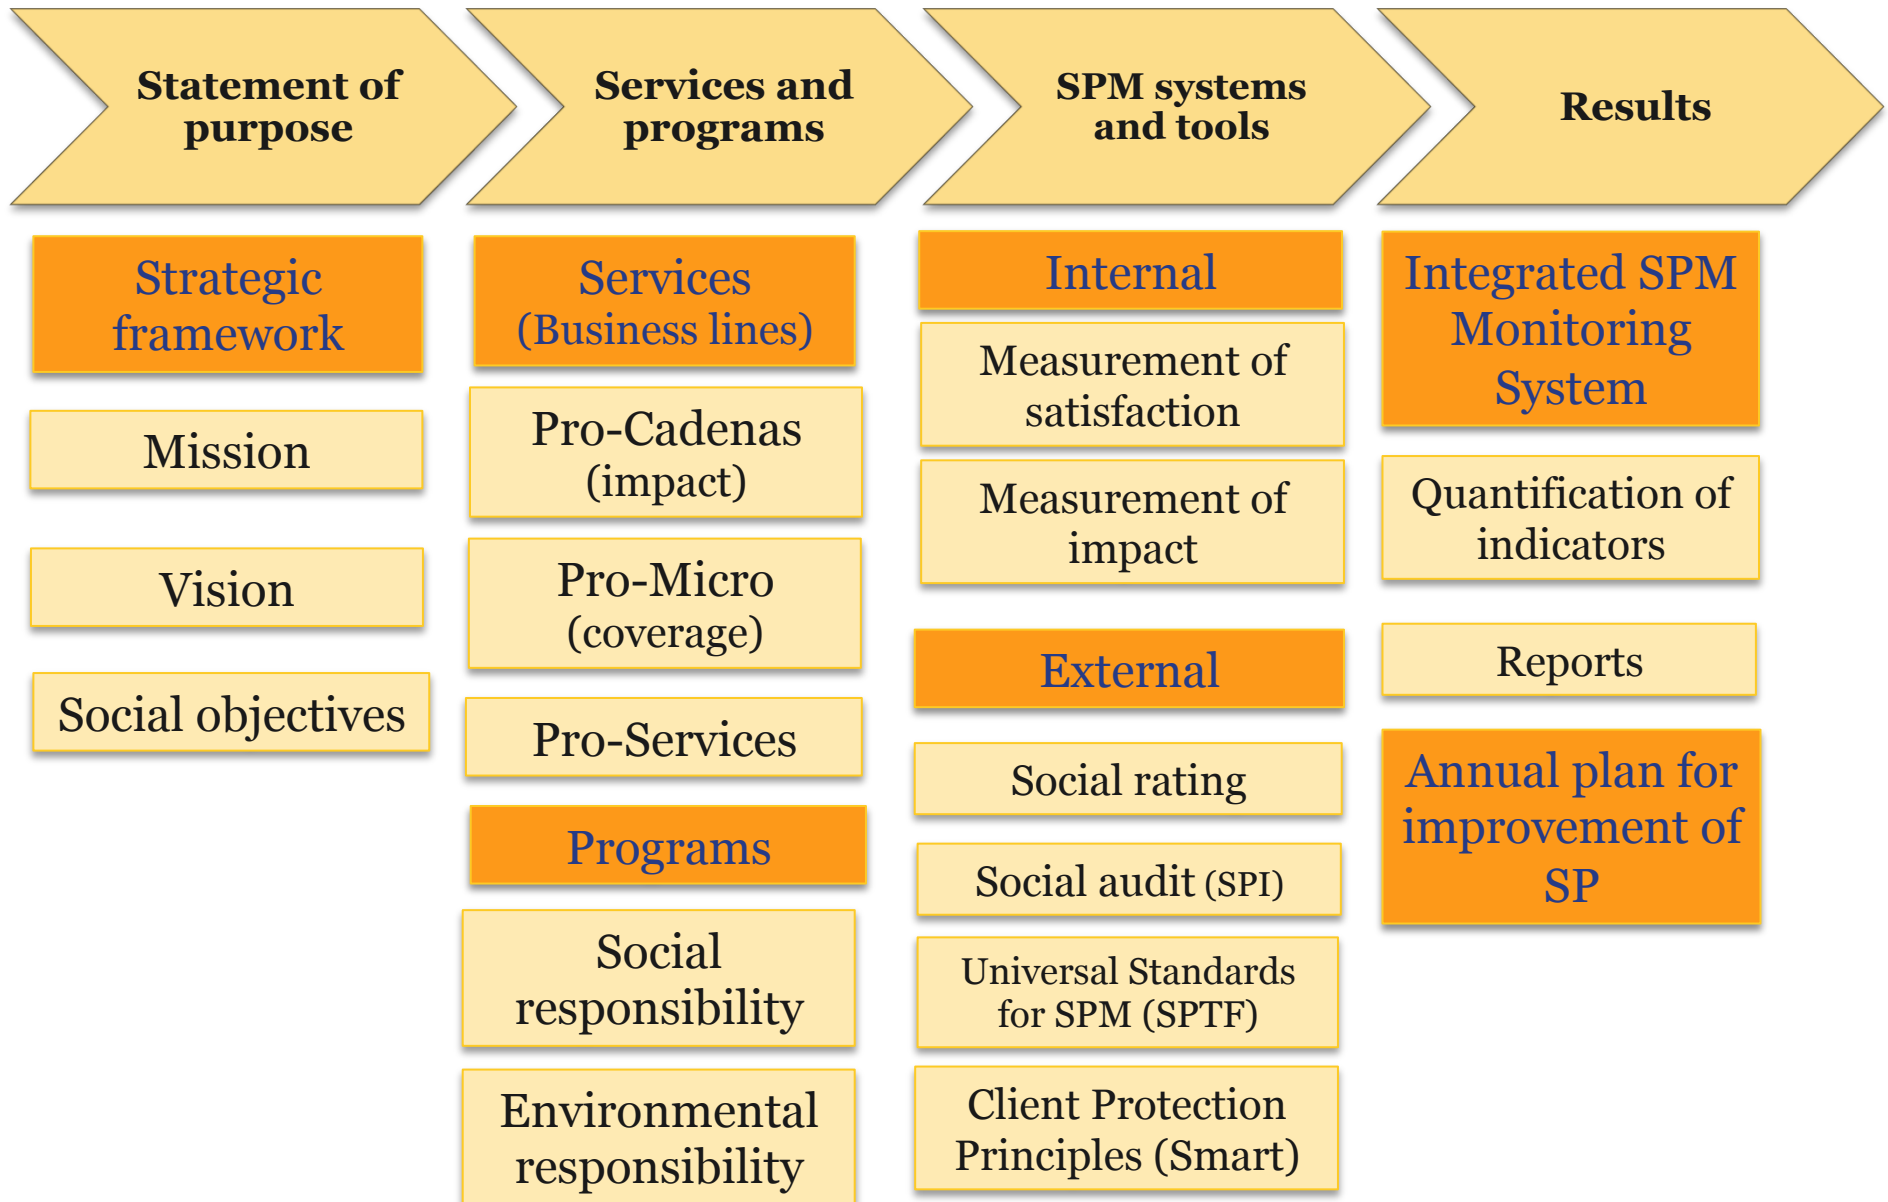 Statement of
purpose
Services and
programs
SPM systems
and tools
Results
Strategic
framework
Mission
Vision
Social objectives
Services
(Business lines)
Pro-Cadenas
(impact)
Pro-Micro
(coverage)
Pro-Services
Programs
Social
responsibility
Environmental
responsibility
Internal
Measurement of
satisfaction
Measurement of
impact
External
Social rating
Social audit (SPI)
Universal Standards
for SPM (SPTF)
Client Protection
Principles (Smart)
Integrated SPM
Monitoring
System
Quantification of
indicators
Reports
Annual plan for
improvement of
SP